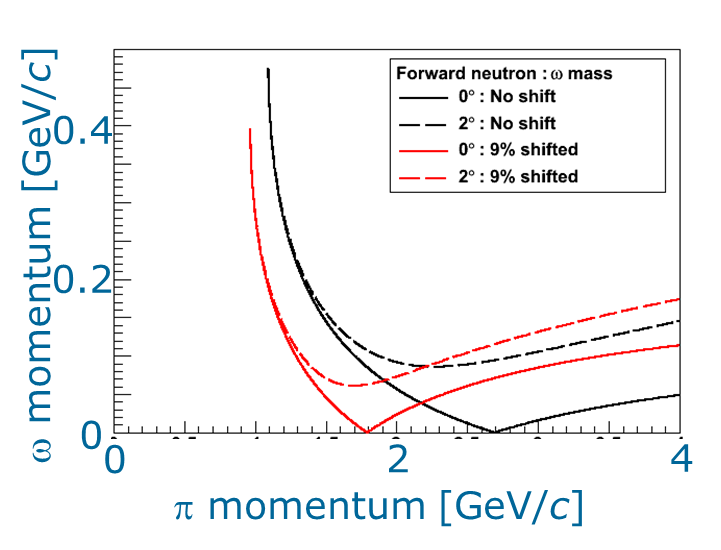 Forward neutron : ω mass
0° : No shift
2° : No shift
0° : 9% shifted
2° : 9% shifted
ω momentum [GeV/c]
0.4
0.2
0
0 2 4
π momentum [GeV/c]